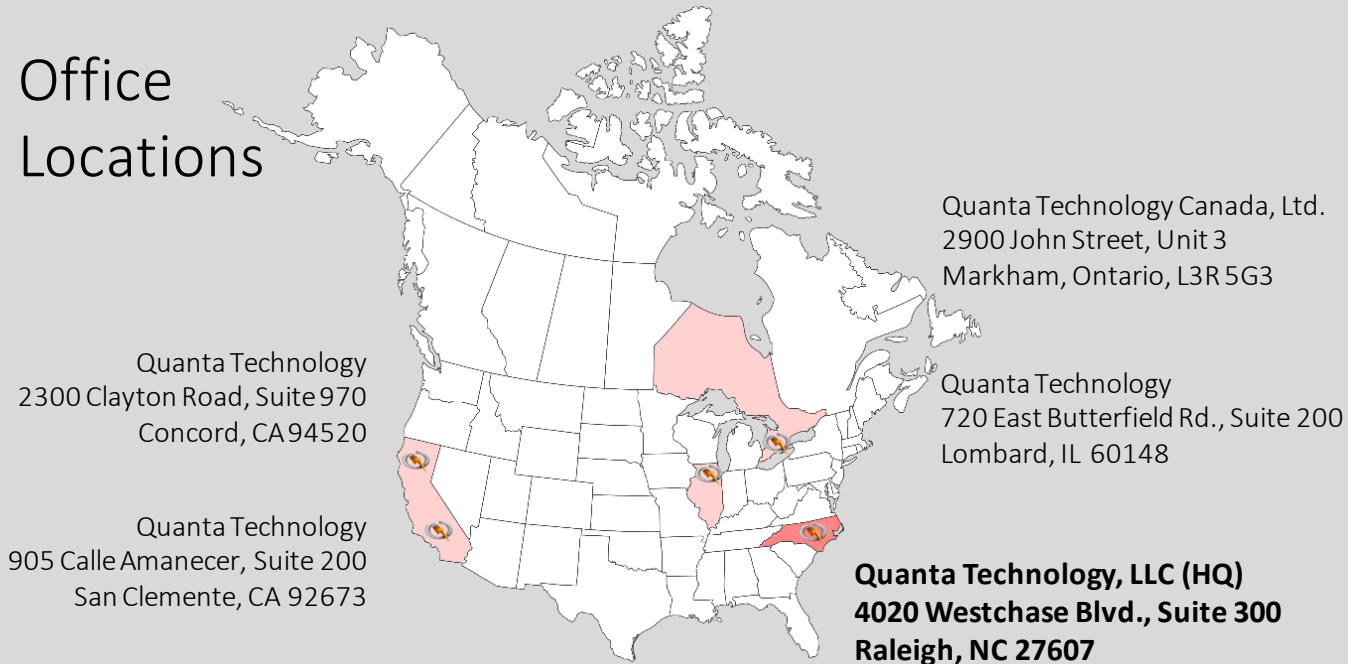 Office
Locations
Quanta Technology Canada, Ltd.
2900 John Street, Unit 3
Markham, Ontario, L3R 5G3
Quanta Technology
2300 Clayton Road, Suite 970
Concord, CA 94520
Quanta Technology
720 East Butterfield Rd., Suite 200
Lombard, IL 60148
Quanta Technology
905 Calle Amanecer, Suite 200
San Clemente, CA 92673
Quanta Technology, LLC (HQ)
4020 Westchase Blvd., Suite 300
Raleigh, NC 27607